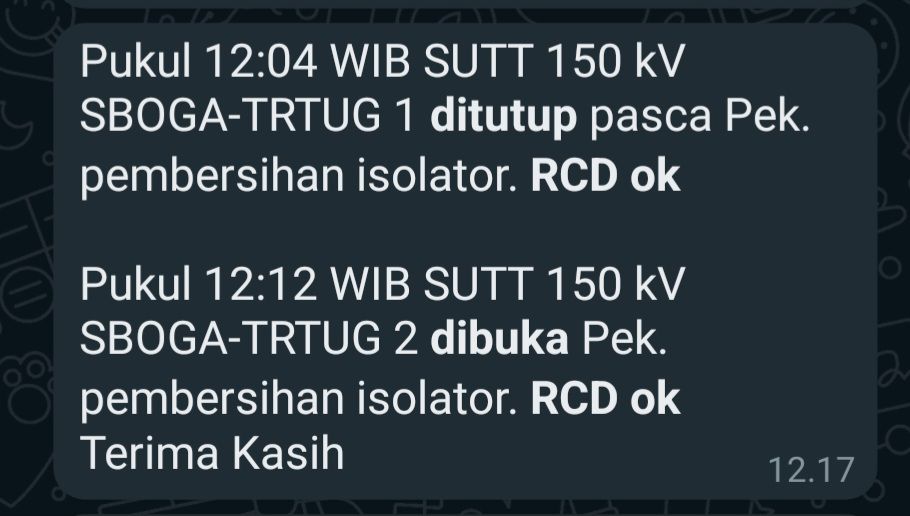 Pukul 12:04 WIB SUTT 150 kV
SBOGA-TRTUG 1 ditutup pasca Pek.
pembersihan isolator. RCD ok
Pukul 12:12 WIB SUTT 150 kV
SBOGA-TRTUG 2 dibuka Pek.
pembersihan isolator. RCD ok
Terima Kasih
12.17